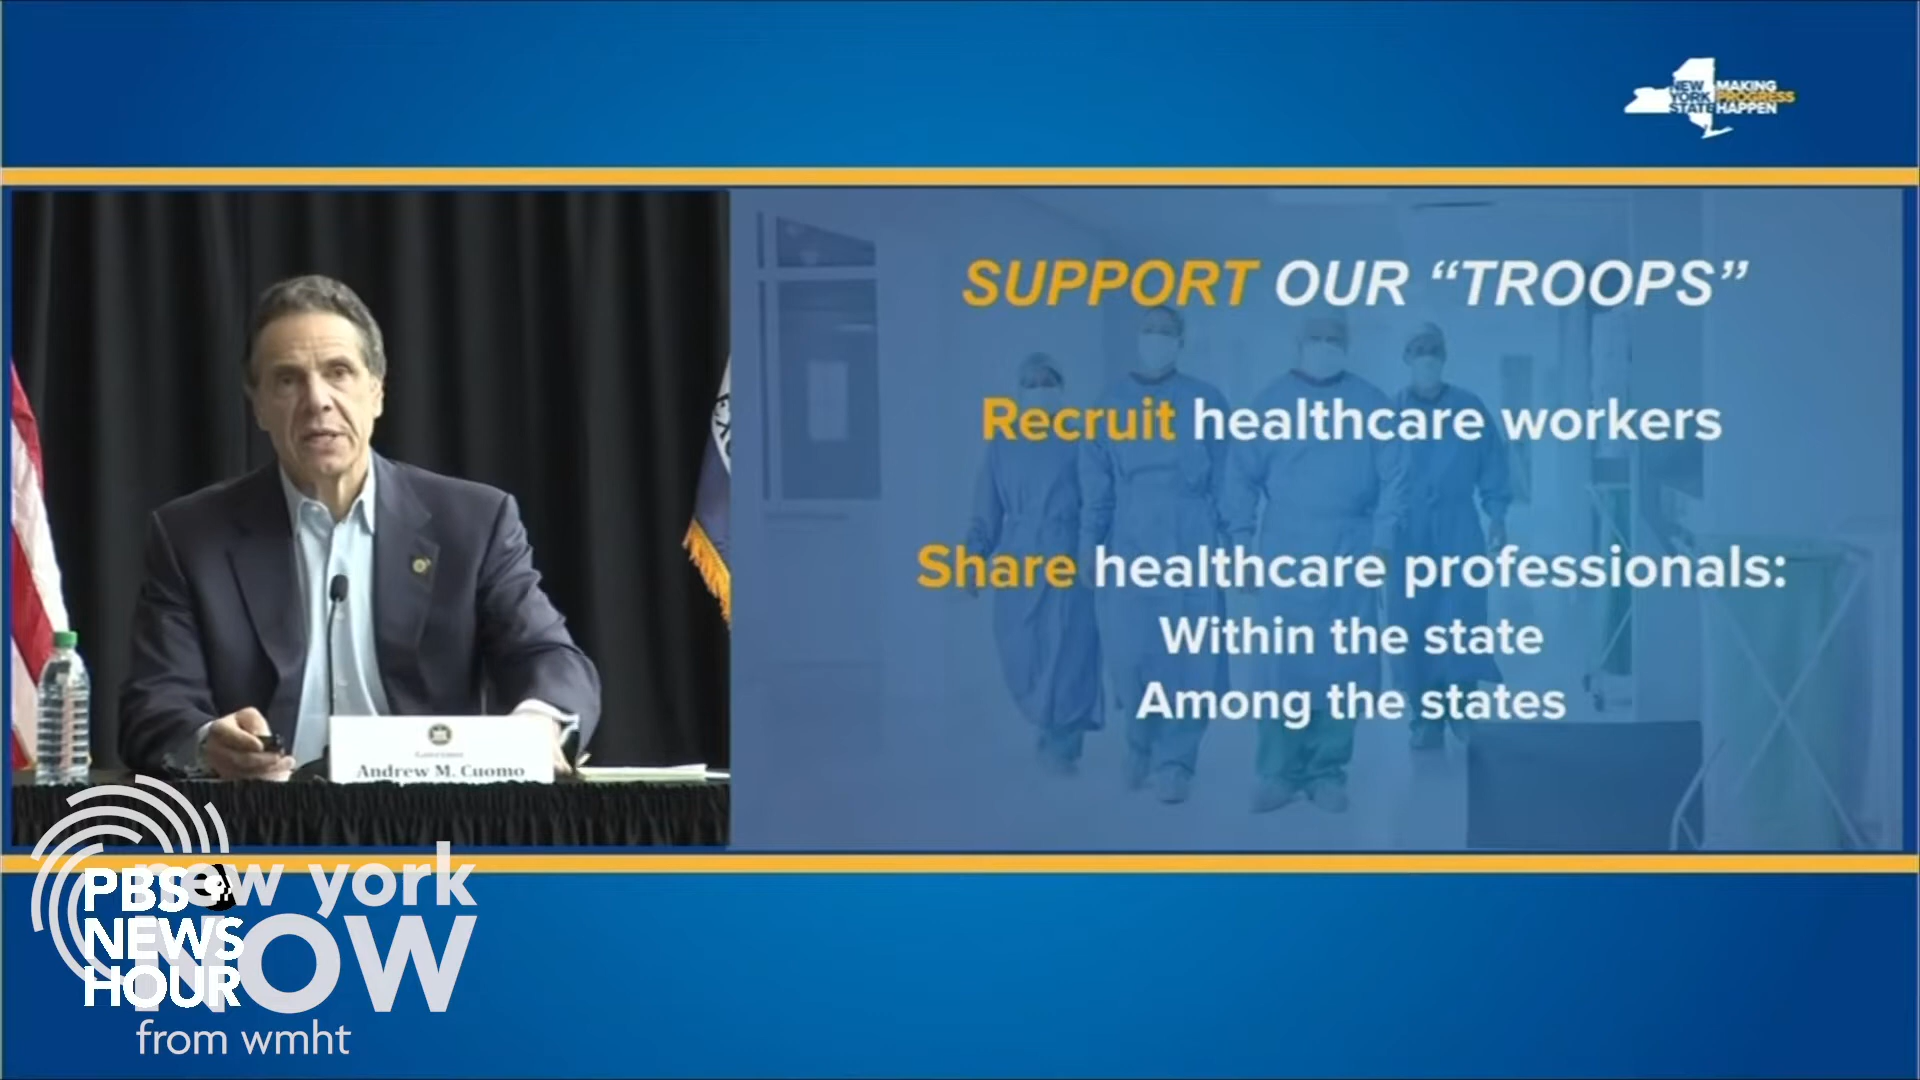 NEW YORK STATE
MAKING PROGRESS HAPPEN
SUPPORT OUR “TROOPS”
Recruit healthcare workers
Share healthcare professionals:
Within the state
Among the states
Governor
Andrew M. Cuomo
new york
NOW
from wmht
PBS
NEWS
HOUR